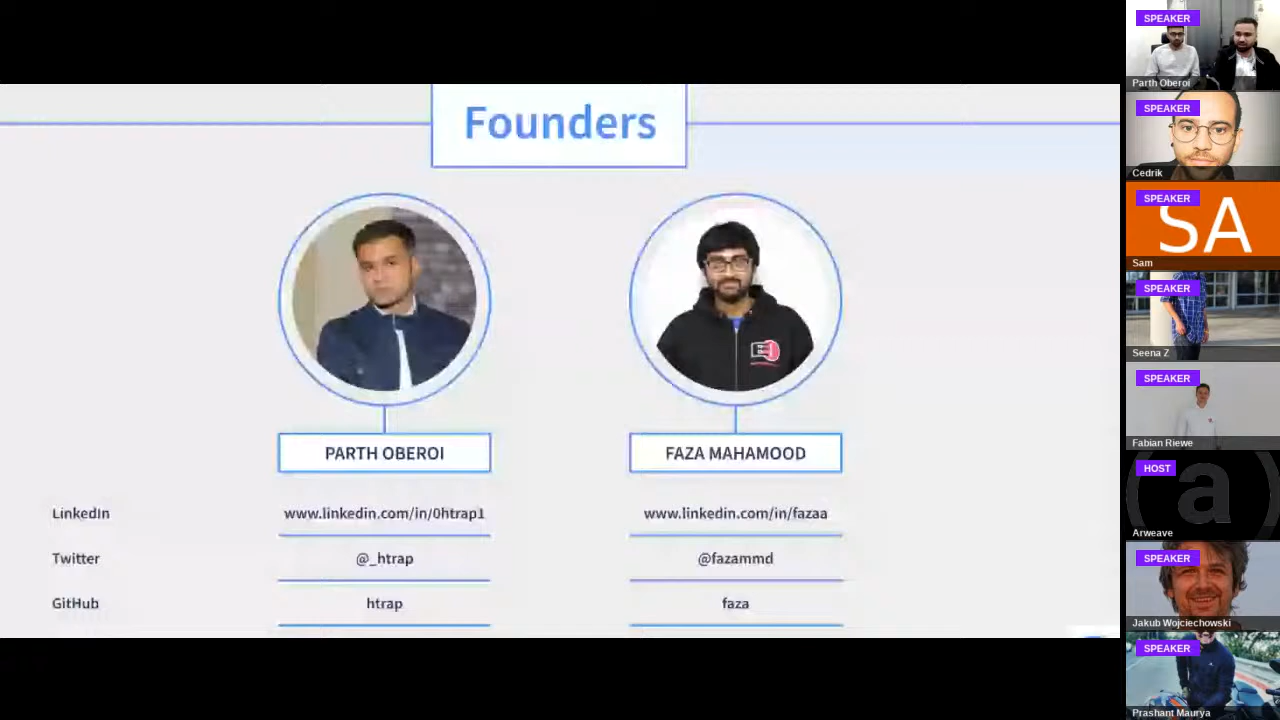 Founders
PARTH OBEROI
FAZA MAHAMOOD
LinkedIn
www.linkedin.com/in/0htrap1
www.linkedin.com/in/fazaa
Twitter
@_htrap
@fazammd
GitHub
htrap
faza
SPEAKER
Parth Oberoi
SPEAKER
Cedrik
SPEAKER
SA
Sam
SPEAKER
Seena Z
SPEAKER
Fabian Riewe
HOST
a
Arweave
SPEAKER
Jakub Wojciechowski
SPEAKER
Prashant Maurya